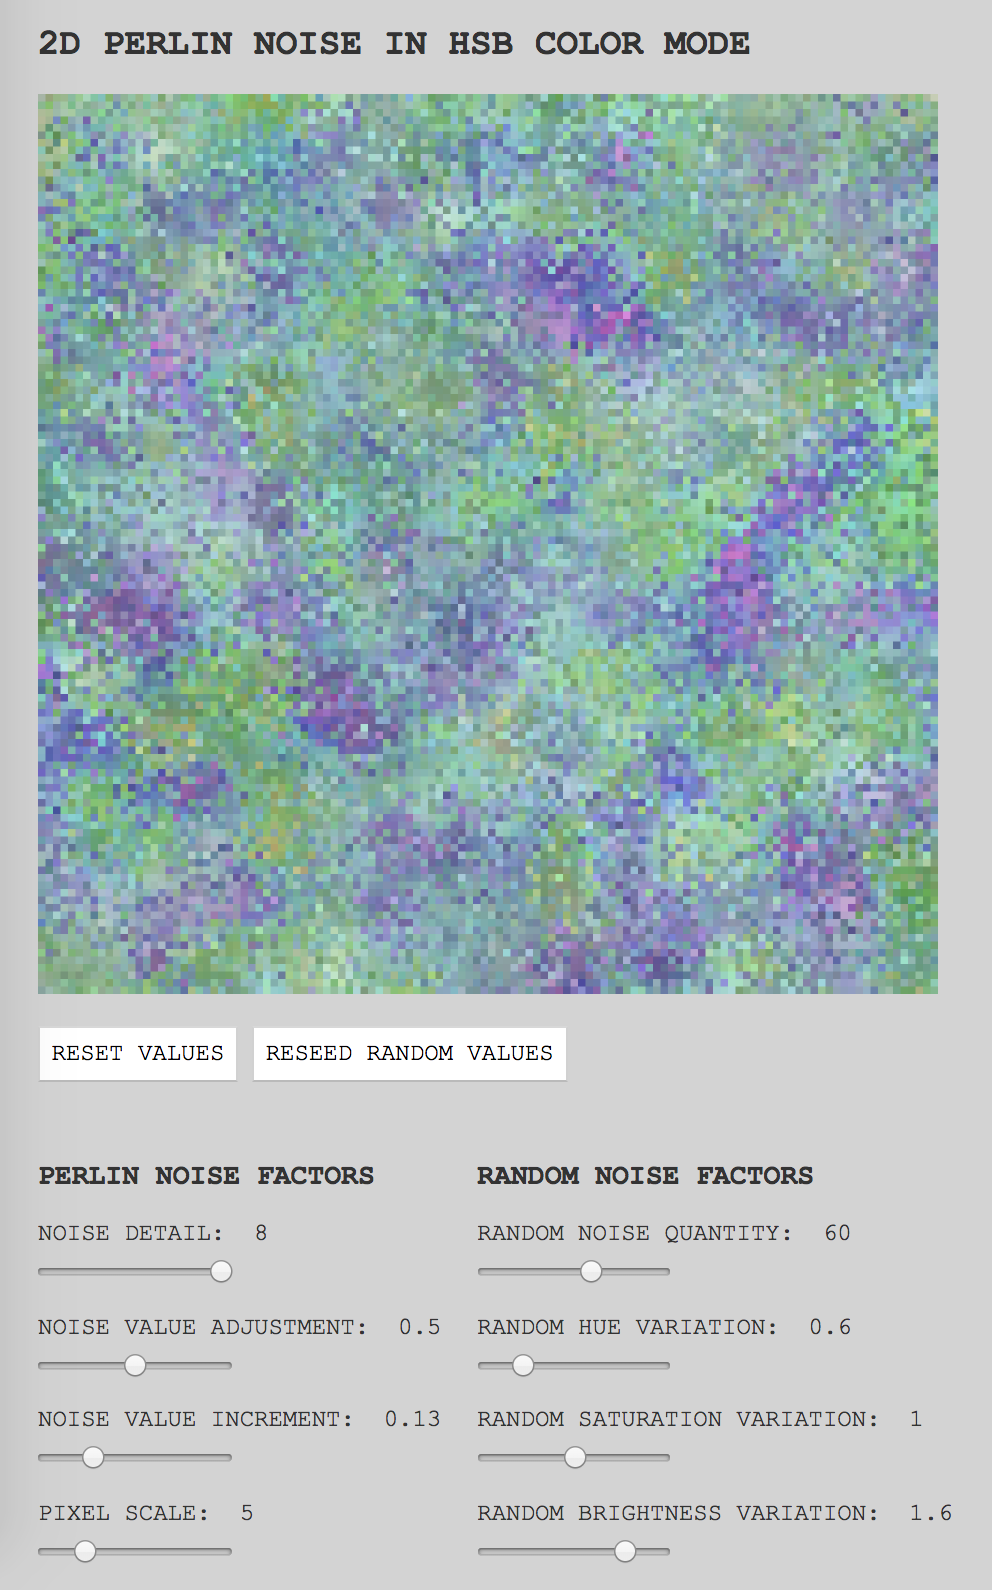 2D PERLIN NOISE IN HSB COLOR MODE
RESET VALUES
RESEED RANDOM VALUES
PERLIN NOISE FACTORS
NOISE DETAIL: 8
NOISE VALUE ADJUSTMENT: 0.5
NOISE VALUE INCREMENT: 0.13
PIXEL SCALE: 5
RANDOM NOISE FACTORS
RANDOM NOISE QUANTITY: 60
RANDOM HUE VARIATION: 0.6
RANDOM SATURATION VARIATION: 1
RANDOM BRIGHTNESS VARIATION: 1.6